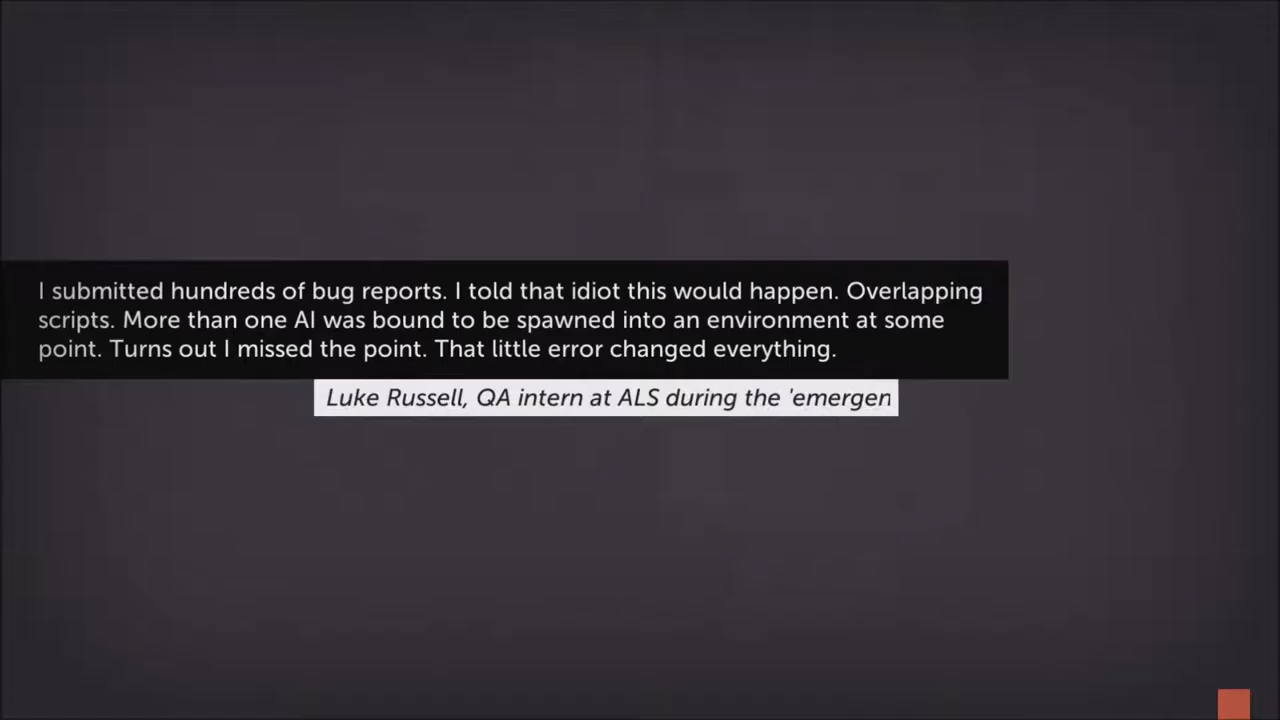 I submitted hundreds of bug reports. I told that idiot this would happen. Overlapping
scripts. More than one AI was bound to be spawned into an environment at some
point. Turns out I missed the point. That little error changed everything.
Luke Russell, QA intern at ALS during the 'emergen